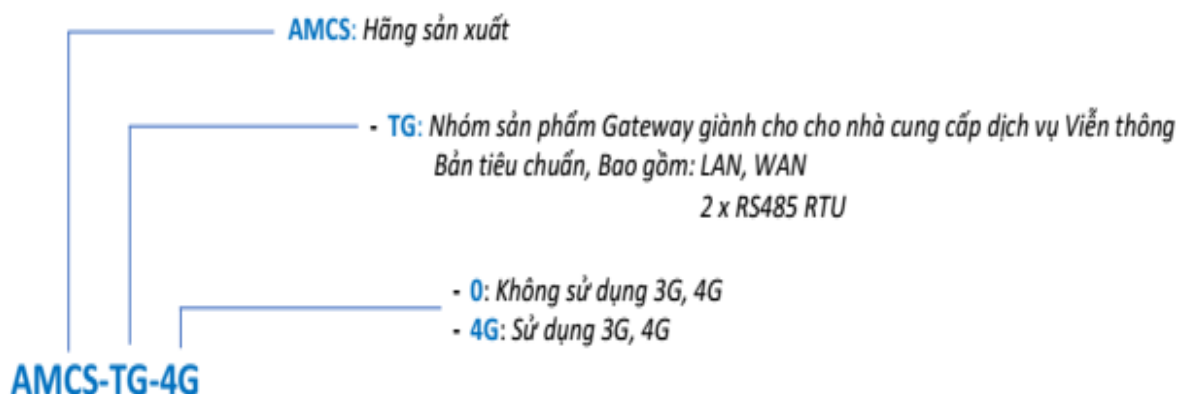 AMCS: Hãng sản xuất
- TG: Nhóm sản phẩm Gateway giành cho cho nhà cung cấp dịch vụ Viễn thông
Bản tiêu chuẩn, Bao gồm: LAN, WAN
2 x RS485 RTU
- 0: Không sử dụng 3G, 4G
- 4G: Sử dụng 3G, 4G
AMCS-TG-4G